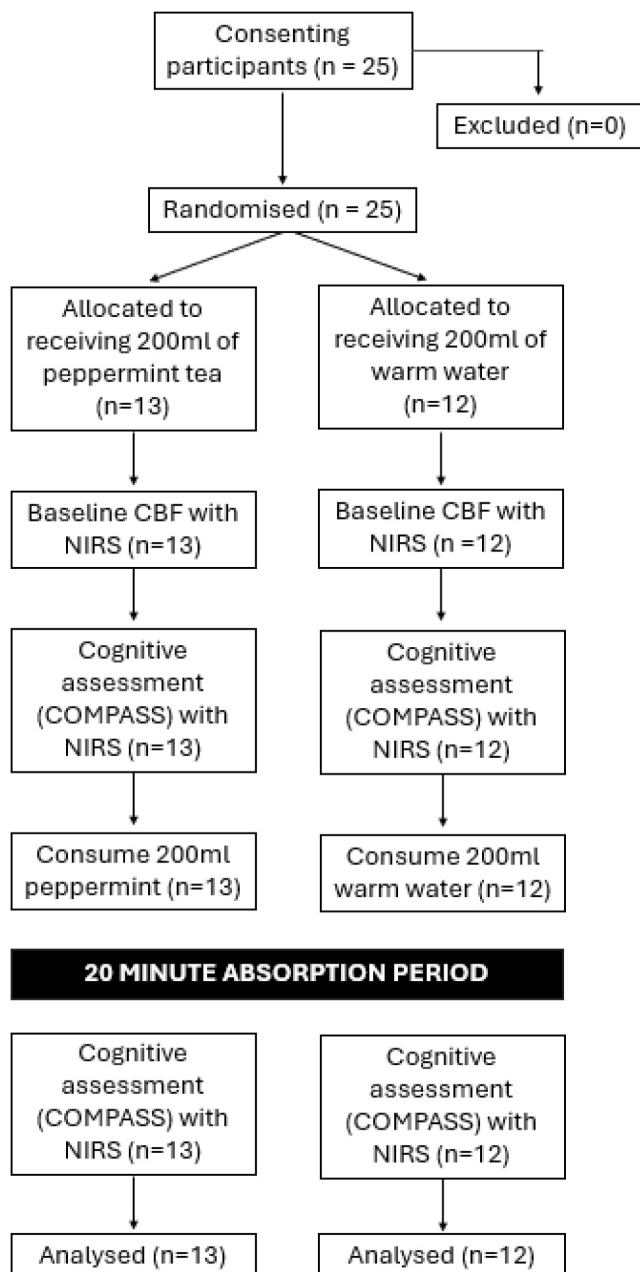 Consenting
participants (n = 25)
Excluded (n=0)
Randomised (n = 25)
Allocated to
receiving 200ml of
peppermint tea
(n=13)
Allocated to
receiving 200ml of
warm water
(n=12)
Baseline CBF with
NIRS (n=13)
Baseline CBF with
NIRS (n =12)
Cognitive
assessment
(COMPASS) with
NIRS (n=13)
Cognitive
assessment
(COMPASS) with
NIRS (n=12)
Consume 200ml
peppermint (n=13)
Consume 200ml
warm water (n=12)
20 MINUTE ABSORPTION PERIOD
Cognitive
assessment
(COMPASS) with
NIRS (n=13)
Cognitive
assessment
(COMPASS) with
NIRS (n=12)
Analysed (n=13)
Analysed (n=12)